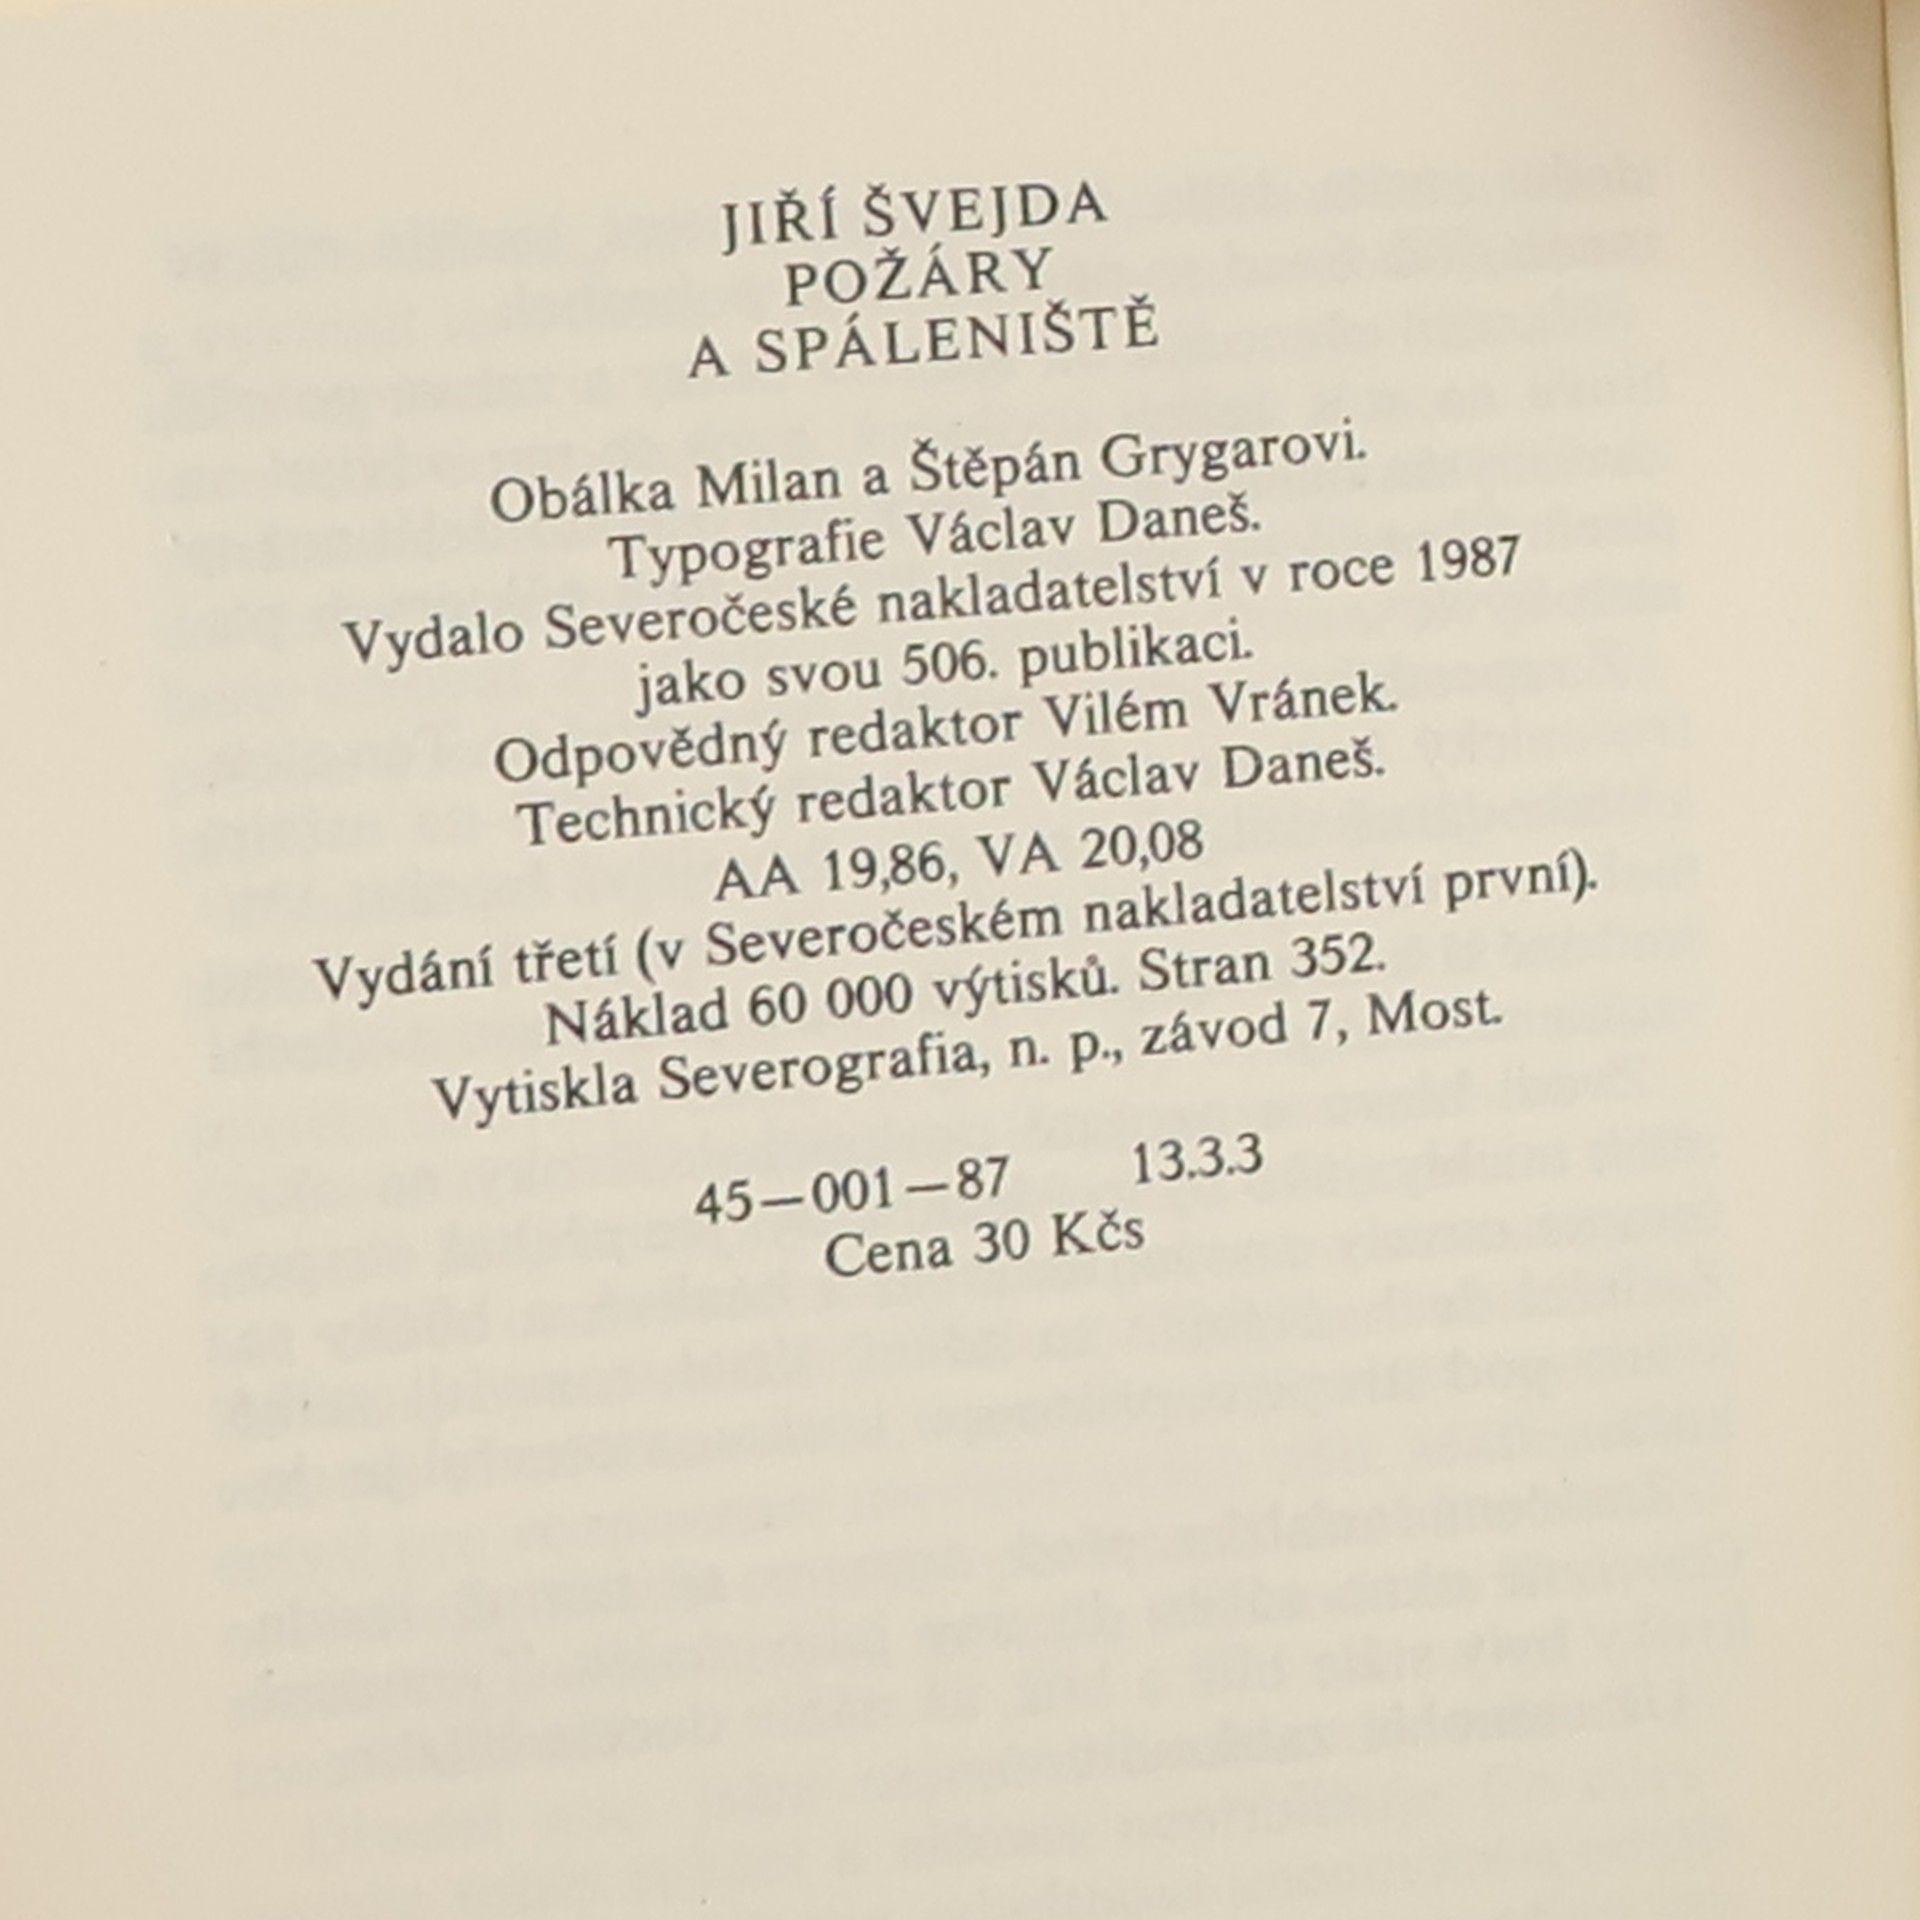 JIŘÍ ŠVEJDA
POŽÁRY
A SPÁLENIŠTĚ
Obálka Milan a Štěpán Grygarovi.
Typografie Václav Daneš.
Vydalo Severočeské nakladatelství v roce 1987
jako svou 506. publikaci.
Odpovědný redaktor Vilém Vránek.
Technický redaktor Václav Daneš.
AA 19,86, VA 20,08
Vydání třetí (v Severočeském nakladatelství první).
Náklad 60 000 výtisků. Stran 352.
Vytiskla Severografia, n. p., závod 7, Most.
45—001—87 13.3.3
Cena 30 Kčs